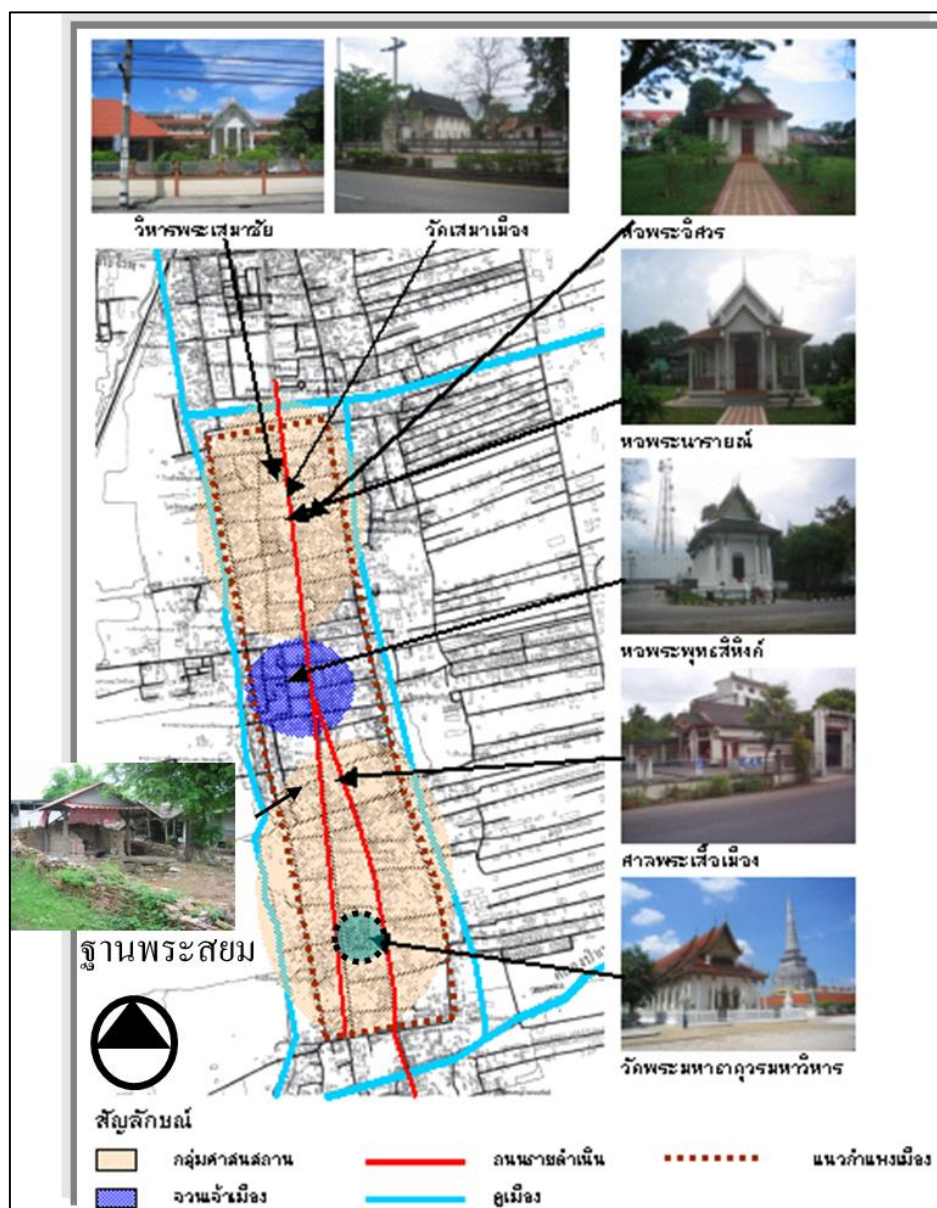 วิหารพระเสมาชัย
วัดเสมาเมือง
หอพระอิศวร
หอพระนารายณ์
หอพระพุทธสิหิงค์
ศาลพระเสื้อเมือง
ฐานพระสยม
วัดพระมหาธาตุวรมหาวิหาร
สัญลักษณ์
กลุ่มศาสนสถาน
ถนนราชดำเนิน
แนวกำแพงเมือง
จวนเจ้าเมือง
คูเมือง